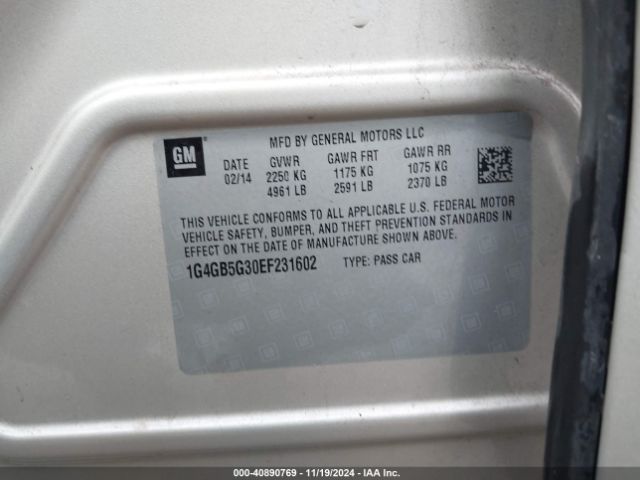 GM
MFD BY GENERAL MOTORS LLC
DATE GVWR GAWR FRT GAWR RR
02/14 2250 KG 1175 KG 1075 KG
4961 LB 2591 LB 2370 LB
THIS VEHICLE CONFORMS TO ALL APPLICABLE U.S. FEDERAL MOTOR
VEHICLE SAFETY, BUMPER, AND THEFT PREVENTION STANDARDS IN
EFFECT ON THE DATE OF MANUFACTURE SHOWN ABOVE.
1G4GB5G30EF231602 TYPE: PASS CAR
000-40890769 - 11/19/2024 - IAA Inc.